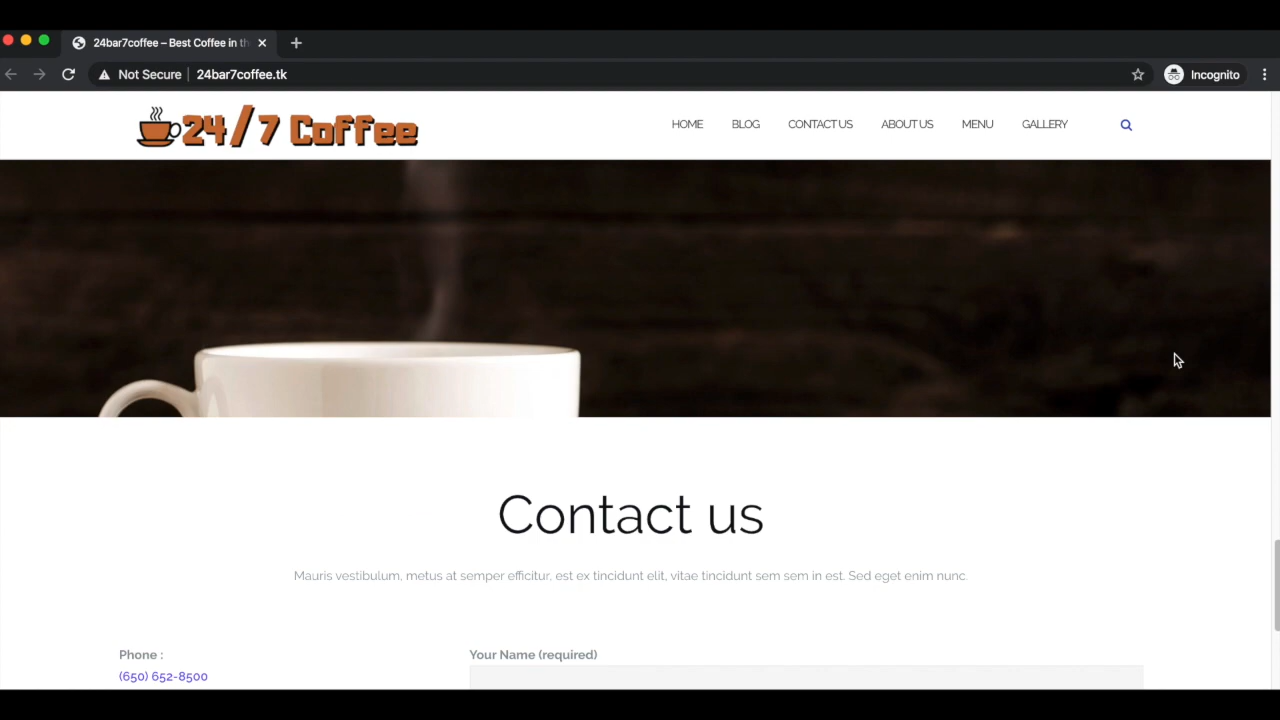 24bar7coffee – Best Coffee in th
Not Secure
24bar7coffee.tk
Incognito
24/7 Coffee
HOME
BLOG
CONTACT US
ABOUT US
MENU
GALLERY
Contact us
Mauris vestibulum, metus at semper efficitur, est ex tincidunt elit, vitae tincidunt sem sem in est. Sed eget enim nunc.
Phone :
(650) 652-8500
Your Name (required)